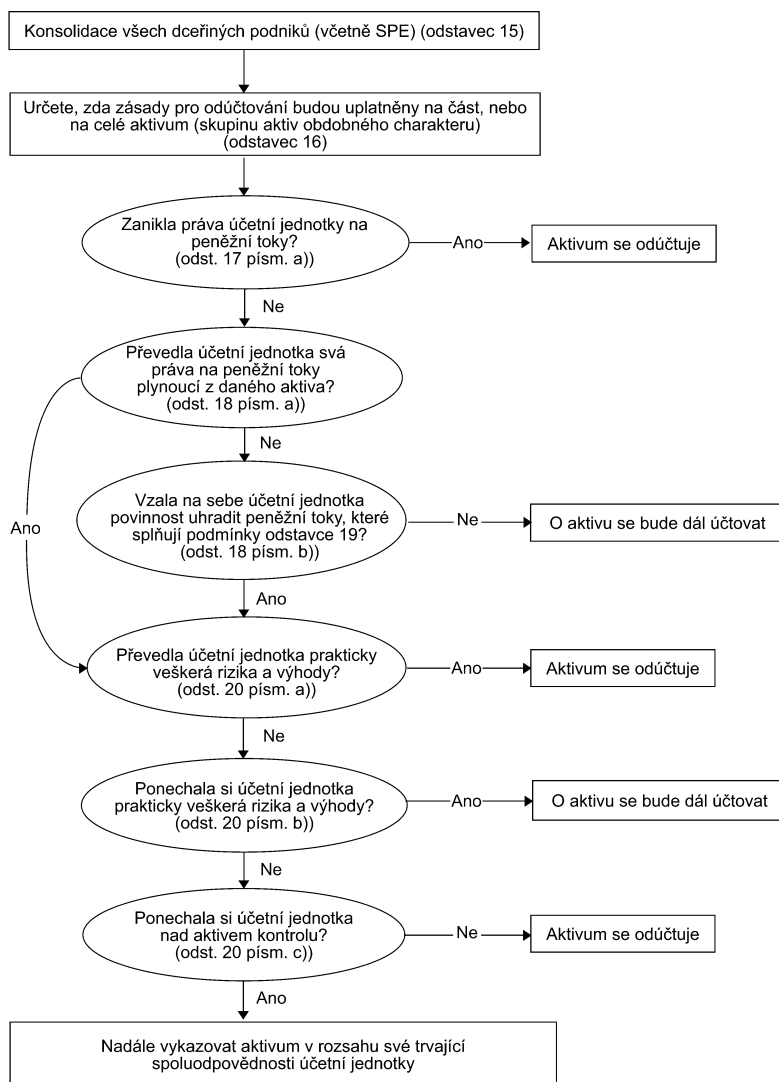 Konsolidace všech dceřiných podniků (včetně SPE) (odstavec 15)
Určete, zda zásady pro odúčtování budou uplatněny na část, nebo
na celé aktivum (skupinu aktiv obdobného charakteru)
(odstavec 16)
Zanikla práva účetní jednotky na
peněžní toky?
(odst. 17 písm. a))
Ano
Aktivum se odúčtuje
Ne
Převedla účetní jednotka svá
práva na peněžní toky
plynoucí z daného aktiva?
(odst. 18 písm. a))
Ne
Ano
Vzala na sebe účetní jednotka
povinnost uhradit peněžní toky, které
splňují podmínky odstavce 19?
(odst. 18 písm. b))
Ne
O aktivu se bude dál účtovat
Ano
Převedla účetní jednotka prakticky
veškerá rizika a výhody?
(odst. 20 písm. a))
Ano
Aktivum se odúčtuje
Ne
Ponechala si účetní jednotka
prakticky veškerá rizika a výhody?
(odst. 20 písm. b))
Ano
O aktivu se bude dál účtovat
Ne
Ponechala si účetní jednotka
nad aktivem kontrolu?
(odst. 20 písm. c))
Ne
Aktivum se odúčtuje
Ano
Nadále vykazovat aktivum v rozsahu své trvající
spoluodpovědnosti účetní jednotky